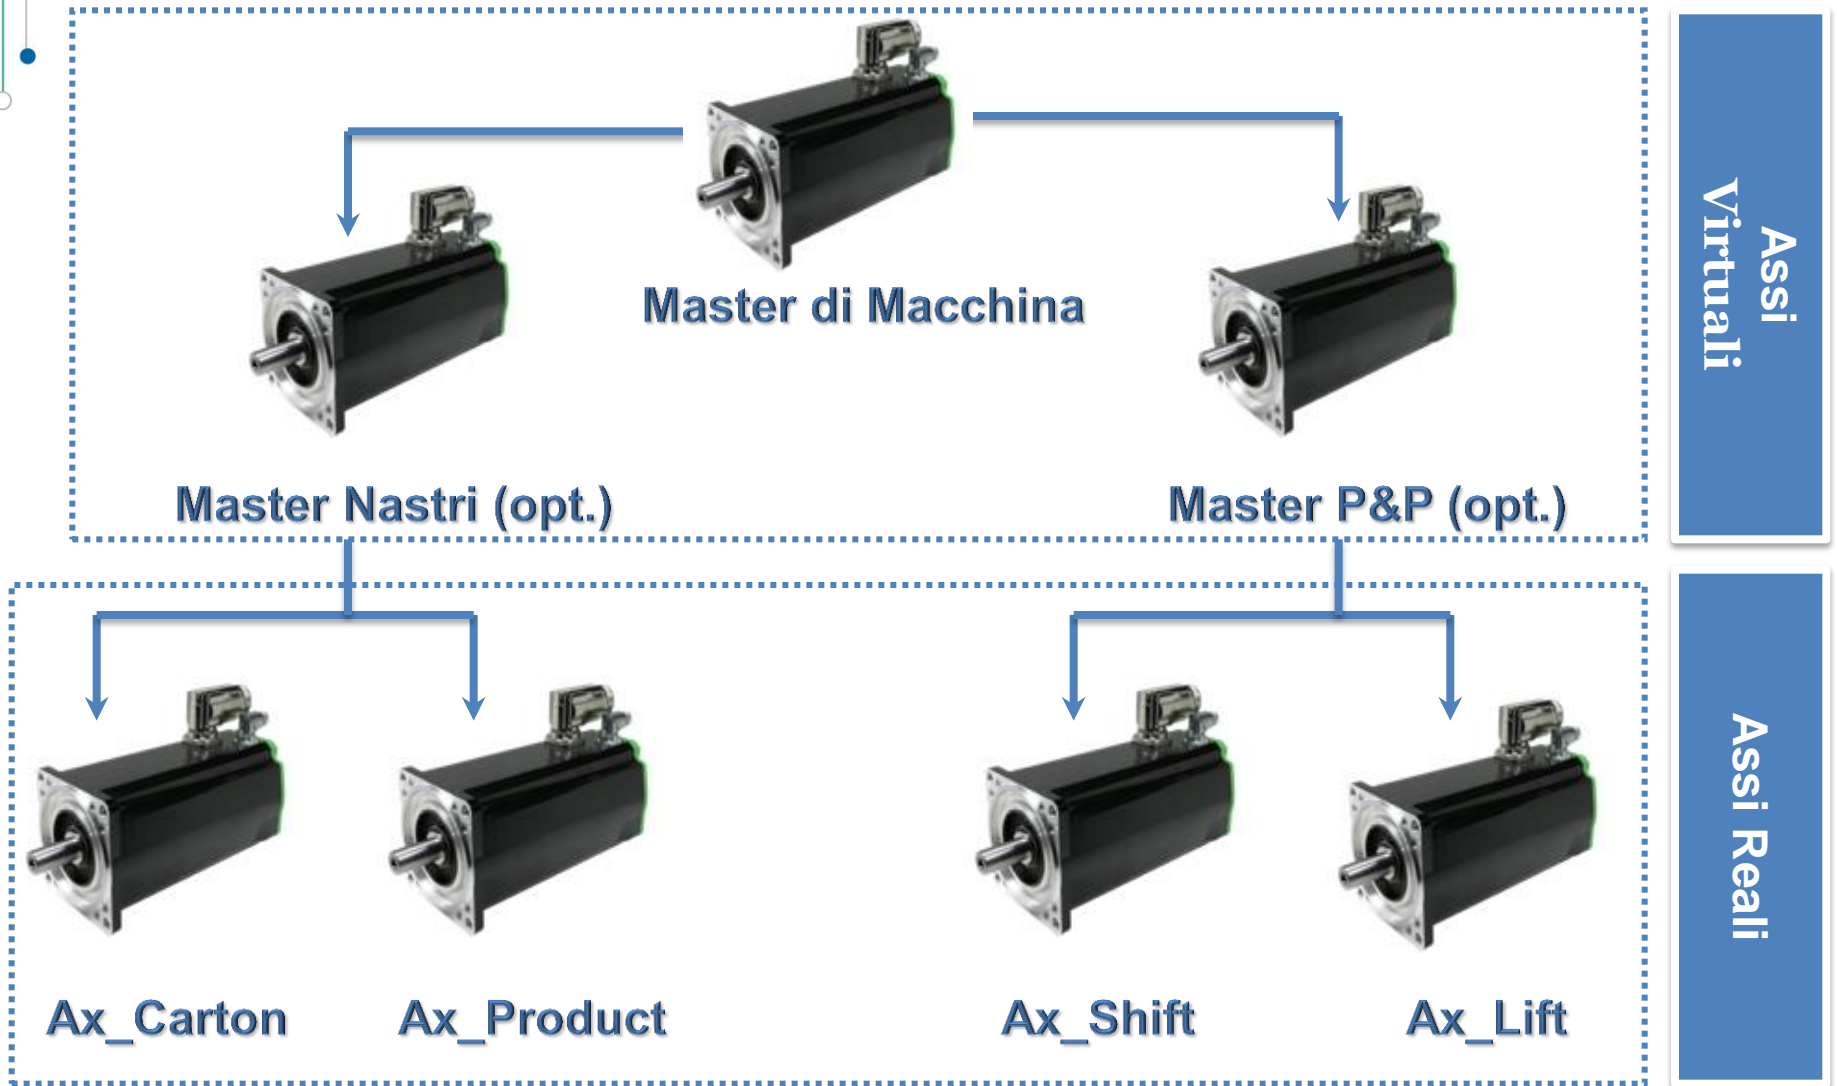 Master di Macchina
Master Nastri (opt.)
Master P&P (opt.)
Assi
Virtuali
Ax_Carton
Ax_Product
Ax_Shift
Ax_Lift
Assi Reali